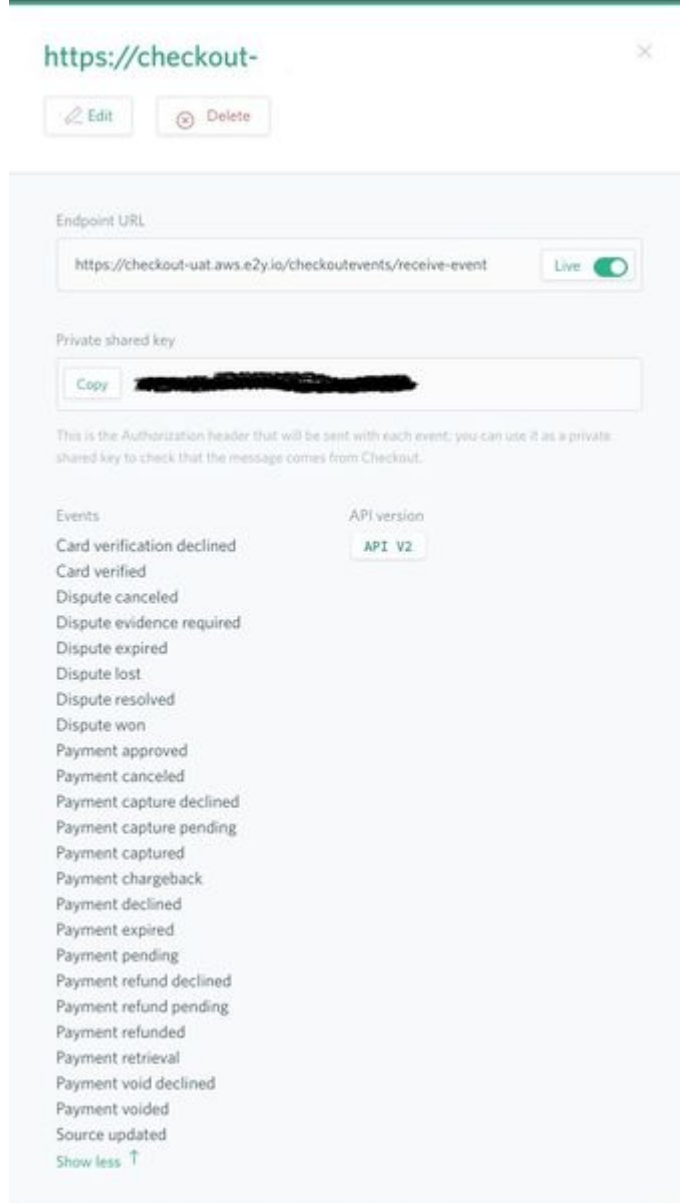 https://checkout-
Edit
Delete
Endpoint URL
https://checkout-uat.aws.e2y.io/checkoutevents/receive-event
Live
Private shared key
Copy
This is the Authorization header that will be sent with each event; you can use it as a private
shared key to check that the message comes from Checkout.
Events
API version
Card verification declined
API V2
Card verified
Dispute canceled
Dispute evidence required
Dispute expired
Dispute lost
Dispute resolved
Dispute won
Payment approved
Payment canceled
Payment capture declined
Payment capture pending
Payment captured
Payment chargeback
Payment declined
Payment expired
Payment pending
Payment refund declined
Payment refund pending
Payment refunded
Payment retrieval
Payment void declined
Payment voided
Source updated
Show less ↑